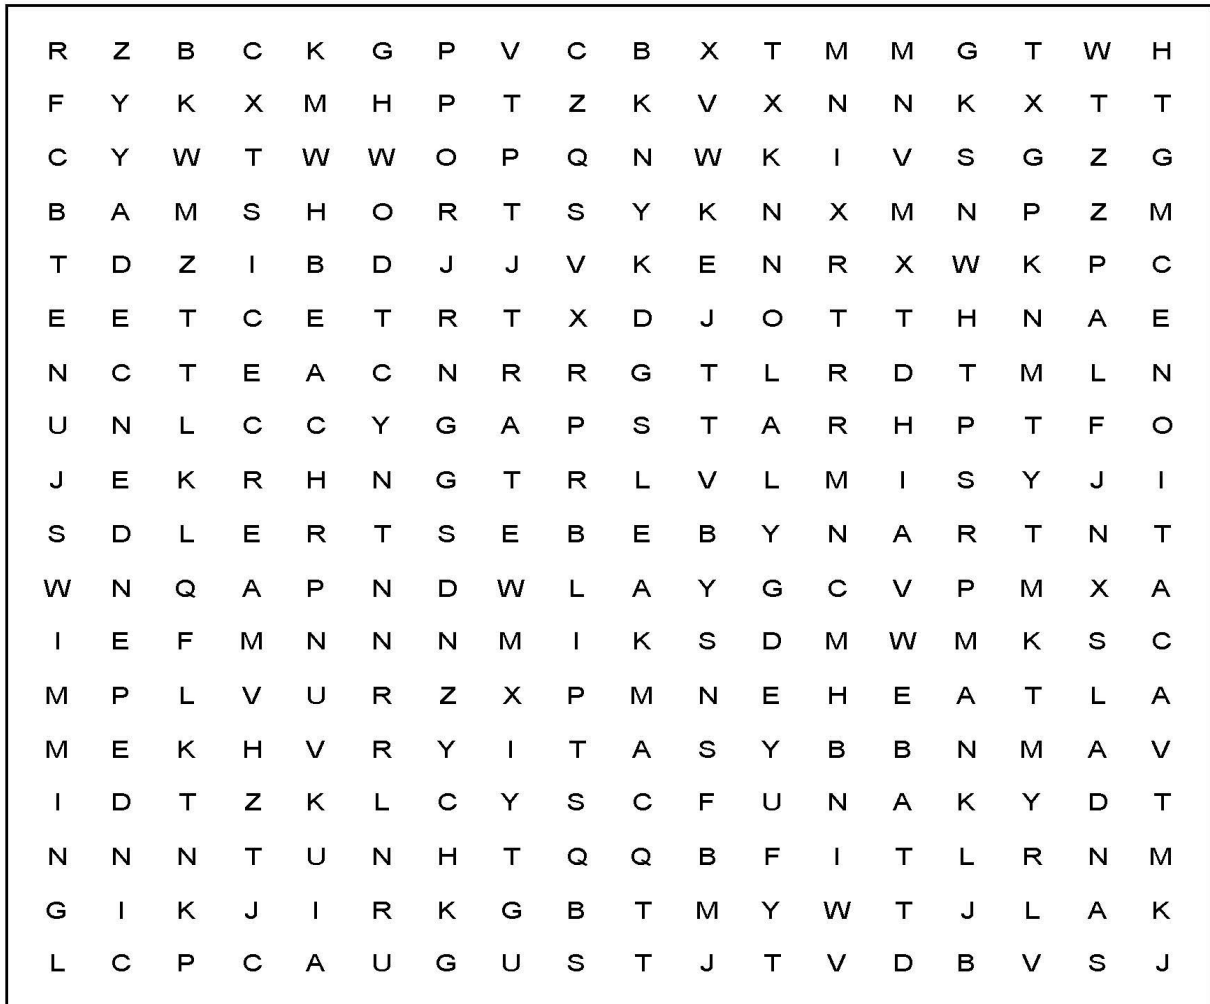 R Z B C K G P V C B X T M M G T W H
F Y K X M H P T Z K V X N N K X T T
C Y W T W W O P Q N W K I V S G Z G
B A M S H O R T S Y K N X M N P Z M
T D Z I B D J J V K E N R X W K P C
E E T C E T R T X D J O T T H N A E
N C T E A C N R R G T L R D T M L N
U N L C C Y G A P S T A R H P T F O
J E K R H N G T R L V L M I S Y J I
S D L E R T S E B E B Y N A R T N T
W N Q A P N D W L A Y G C V P M X A
I E F M N N N M I K S D M W M K S C
M P L V U R Z X P M N E H E A T L A
M E K H V R Y I T A S Y B B N M A V
I D T Z K L C Y S C F U N A K Y D T
N N N T U N H T Q Q B F I T L R N M
G I K J I R K G B T M Y W T J L A K
L C P C A U G U S T J T V D B V S J